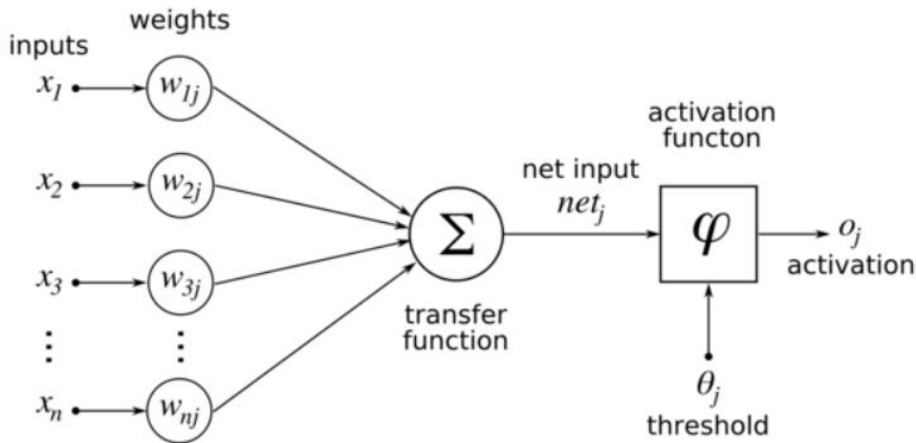 weights
inputs
x₁
w₁ⱼ
activation
functon
x₂
w₂ⱼ
net input
netⱼ
Σ
φ
oⱼ
activation
x₃
w₃ⱼ
transfer
function
⋮
⋮
xₙ
wₙⱼ
θⱼ
threshold